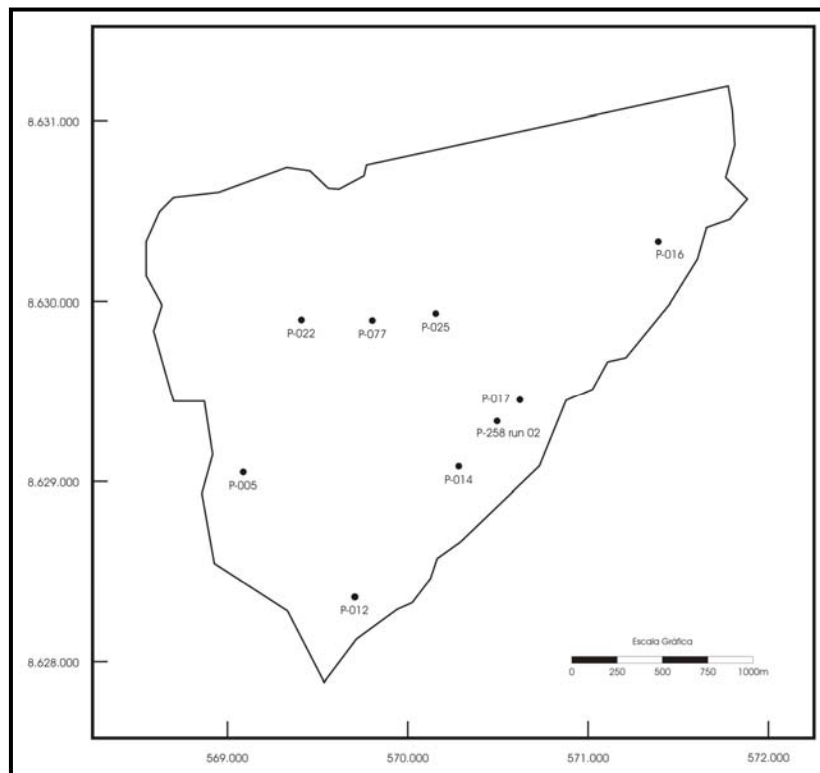 8.631.000
P-016
8.630.000
P-022
P-077
P-025
P-017
P-258 run 02
P-014
8.629.000
P-005
P-012
Escala Gráfica
8.628.000
0 250 500 750 1000m
569.000 570.000 571.000 572.000